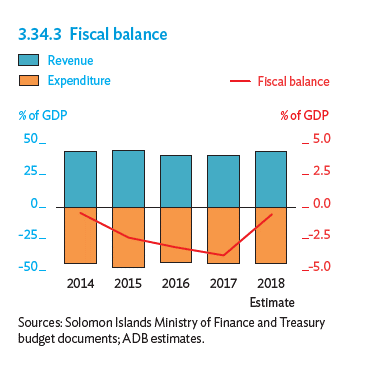 3.34.3 Fiscal balance
Revenue
Expenditure
Fiscal balance
% of GDP % of GDP
50 5.0
25 2.5
0 0.0
-25 -2.5
-50 -5.0
2014 2015 2016 2017 2018
Estimate
Sources: Solomon Islands Ministry of Finance and Treasury
budget documents; ADB estimates.